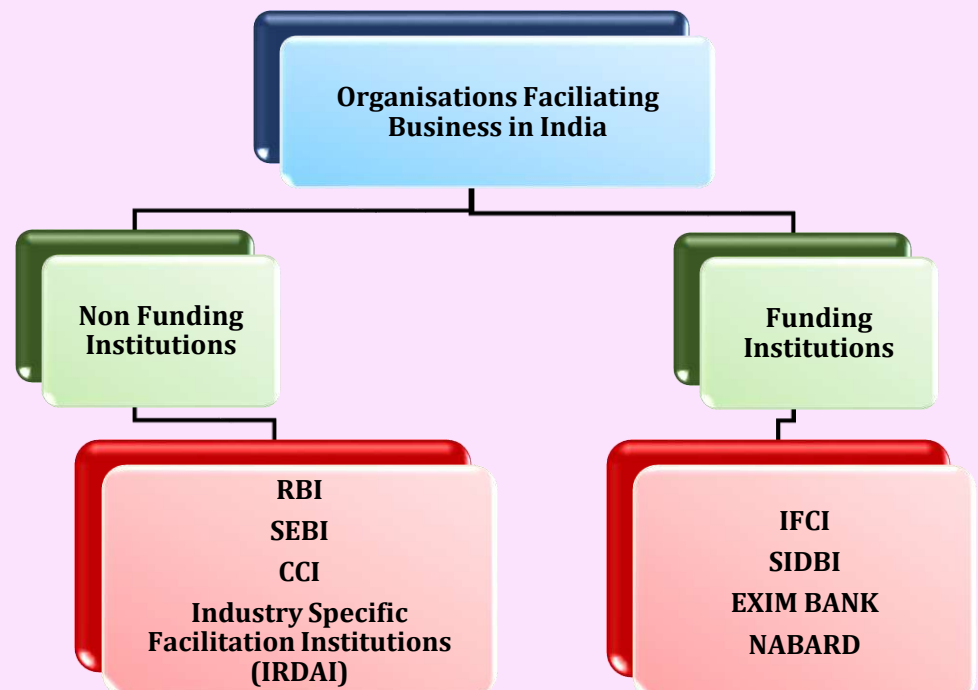 Organisations Faciliating
Business in India
Non Funding
Institutions
Funding
Institutions
RBI
SEBI
CCI
Industry Specific
Facilitation Institutions
(IRDAI)
IFCI
SIDBI
EXIM BANK
NABARD